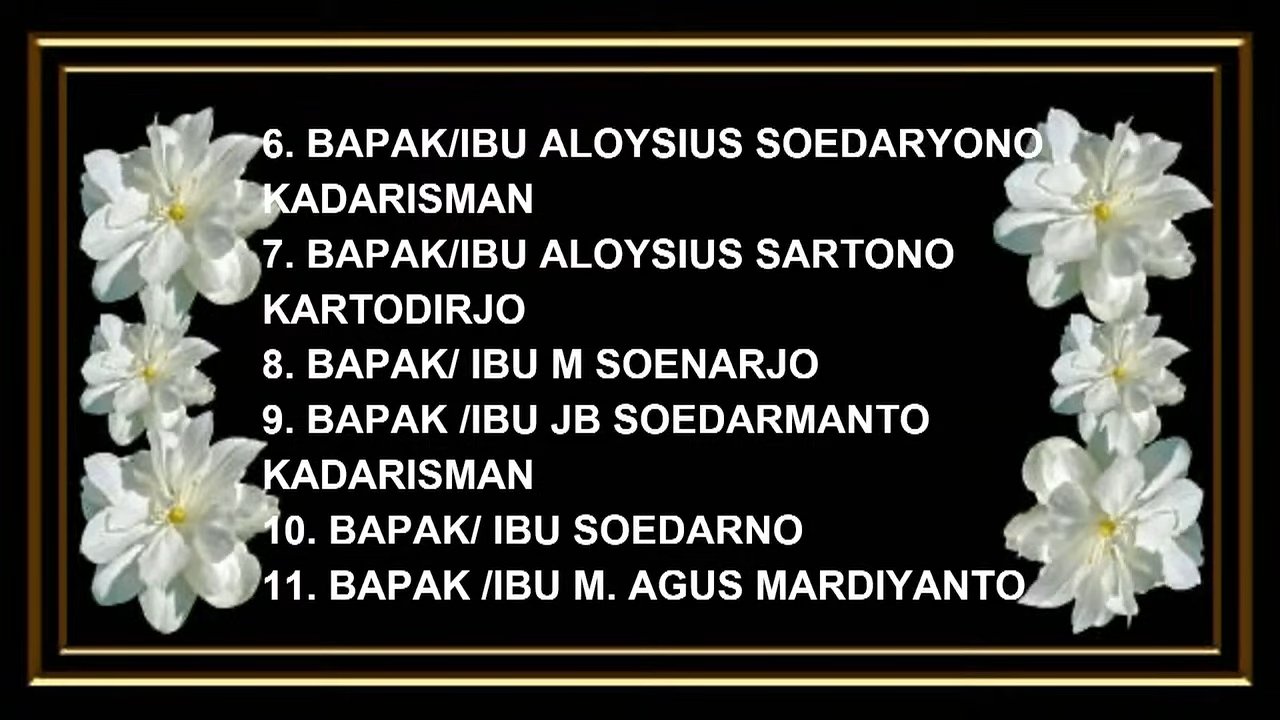 6. BAPAK/IBU ALOYSIUS SOEDARYONO
KADARISMAN
7. BAPAK/IBU ALOYSIUS SARTONO
KARTODIRJO
8. BAPAK/ IBU M SOENARJO
9. BAPAK /IBU JB SOEDARMANTO
KADARISMAN
10. BAPAK/ IBU SOEDARNO
11. BAPAK /IBU M. AGUS MARDIYANTO